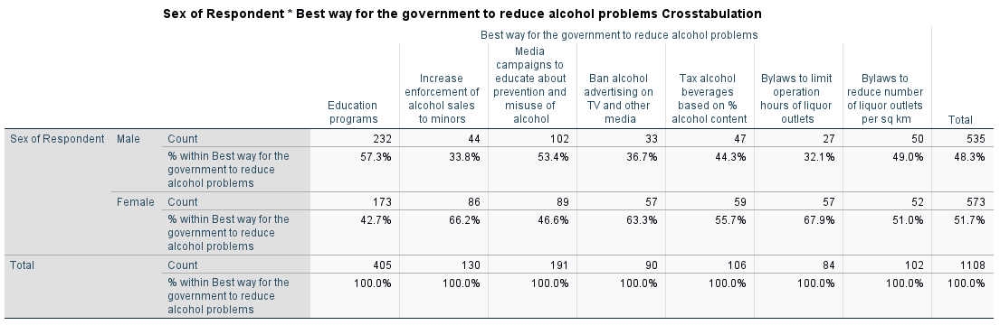 Sex of Respondent * Best way for the government to reduce alcohol problems Crosstabulation
Best way for the government to reduce alcohol problems
Education
programs
Increase
enforcement of
alcohol sales
to minors
Media
campaigns to
educate about
prevention and
misuse of
alcohol
Ban alcohol
advertising on
TV and other
media
Tax alcohol
beverages
based on %
alcohol content
Bylaws to limit
operation
hours of liquor
outlets
Bylaws to
reduce number
of liquor outlets
per sq km
Total
Sex of Respondent Male Count 232 44 102 33 47 27 50 535
% within Best way for the 57.3% 33.8% 53.4% 36.7% 44.3% 32.1% 49.0% 48.3%
government to reduce
alcohol problems
Female Count 173 86 89 57 59 57 52 573
% within Best way for the 42.7% 66.2% 46.6% 63.3% 55.7% 67.9% 51.0% 51.7%
government to reduce
alcohol problems
Total Count 405 130 191 90 106 84 102 1108
% within Best way for the 100.0% 100.0% 100.0% 100.0% 100.0% 100.0% 100.0% 100.0%
government to reduce
alcohol problems